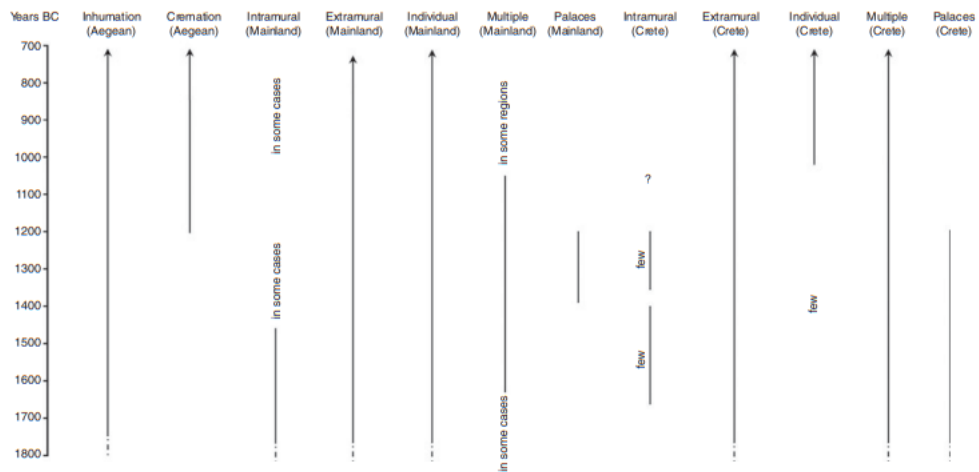 Years BC Inhumation Cremation Intramural Extramural Individual Multiple Palaces Intramural Extramural Individual Multiple Palaces
(Aegean) (Aegean) (Mainland) (Mainland) (Mainland) (Mainland) (Mainland) (Crete) (Crete) (Crete) (Crete) (Crete)
700
800
900
1000
1100
1200
1300
1400
1500
1600
1700
1800
in some cases
in some cases
in some regions
in some cases
?
few
few
few